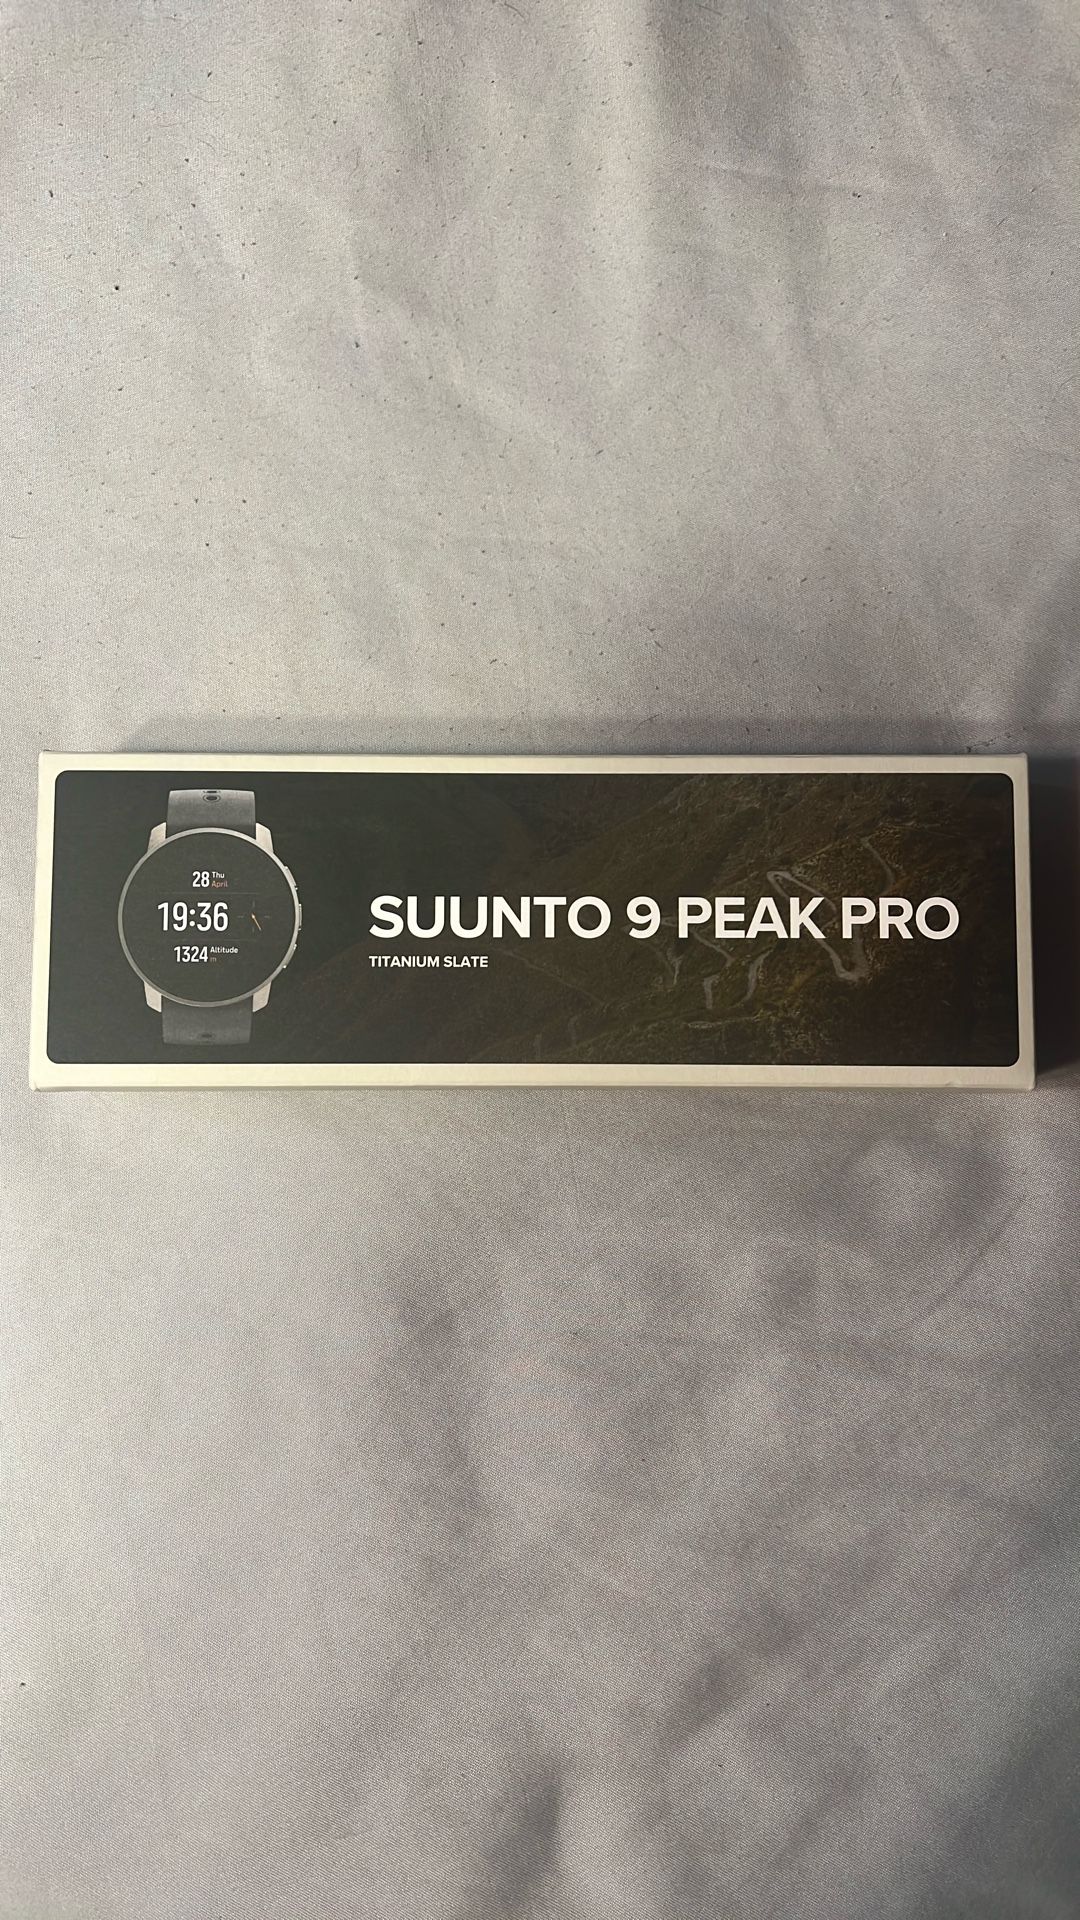 28 Thu
April
19:36
1324 Altitude
m
SUUNTO 9 PEAK PRO
TITANIUM SLATE